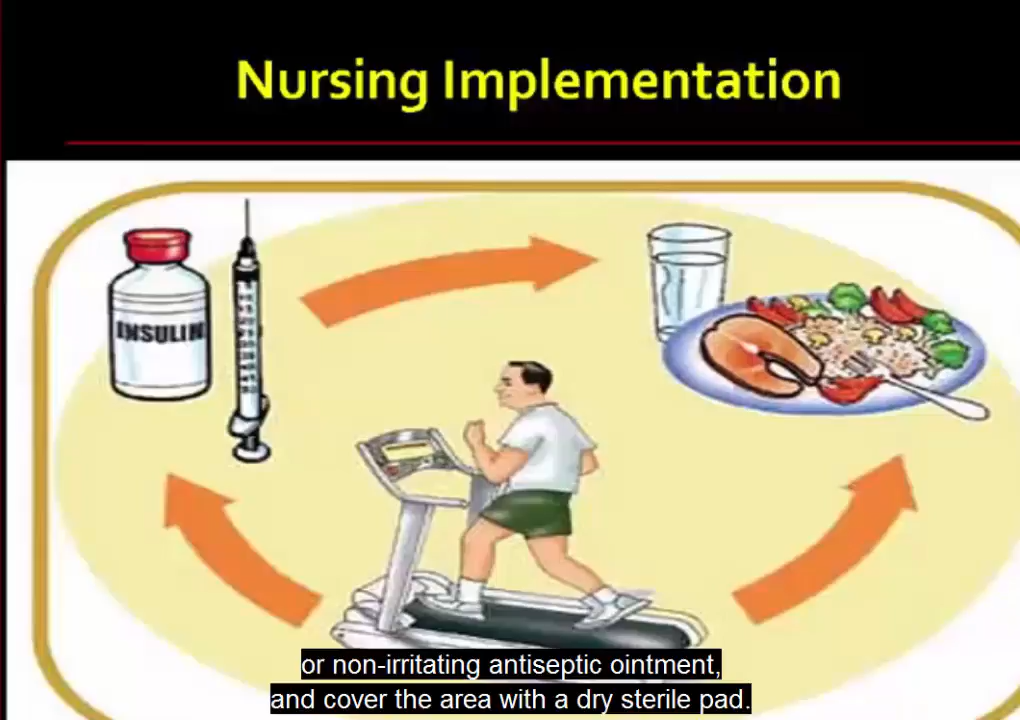 Nursing Implementation
INSULIN
or non-irritating antiseptic ointment,
and cover the area with a dry sterile pad.